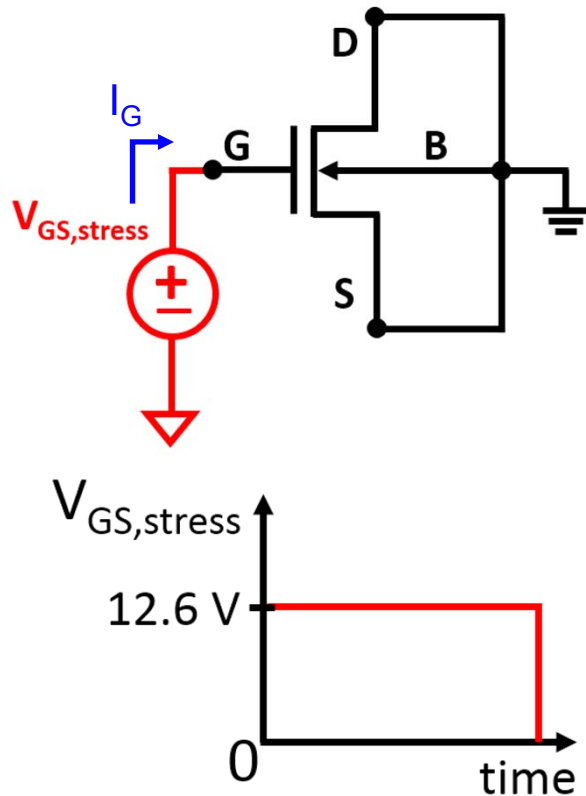 D
I_G
G
B
V_GS,stress
+
−
S
V_GS,stress
12.6 V
0
time